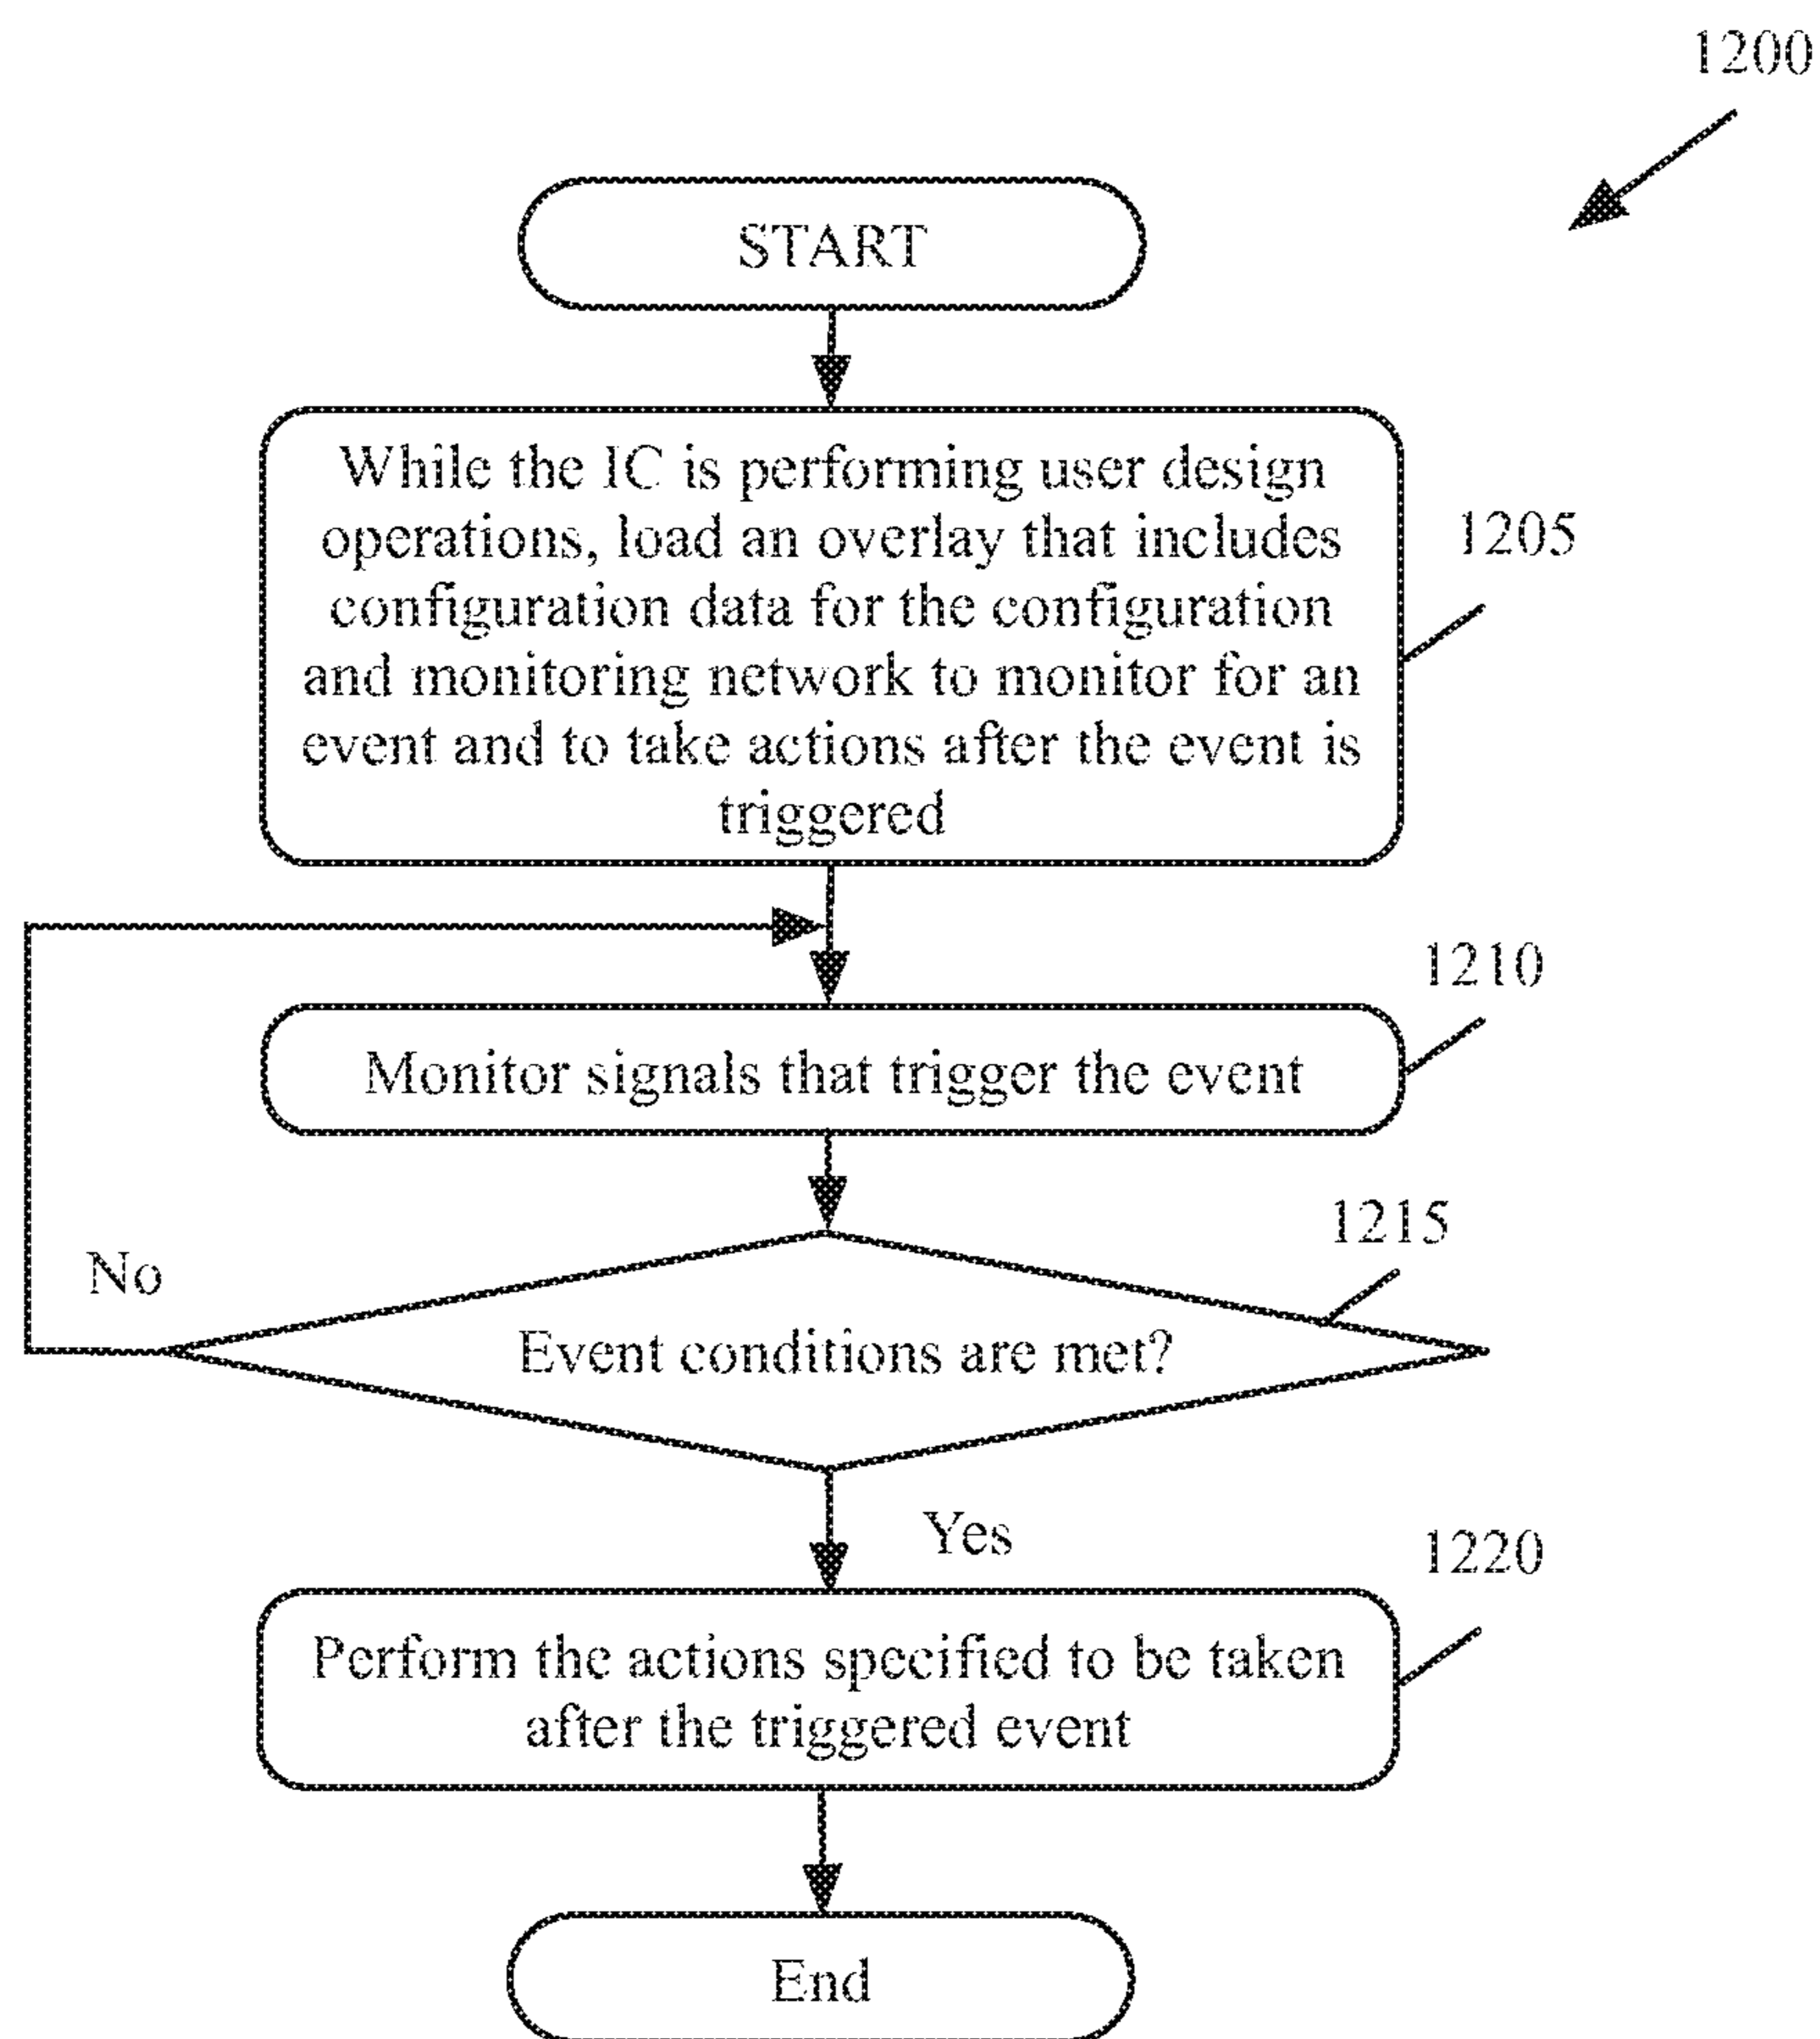 1200
START
While the IC is performing user design
operations, load an overlay that includes
configuration data for the configuration
and monitoring network to monitor for an
event and to take actions after the event is
triggered
1205
1210
Monitor signals that trigger the event
1215
No
Event conditions are met?
Yes
1220
Perform the actions specified to be taken
after the triggered event
End